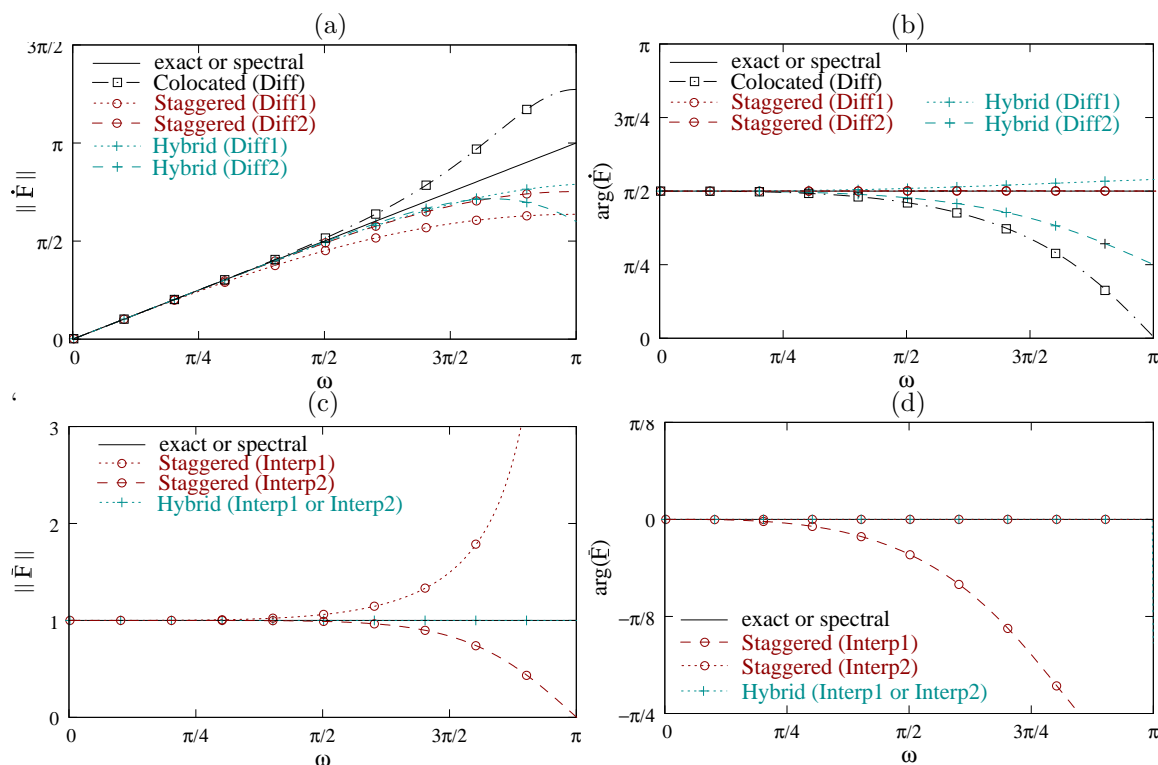 (a)
3π/2
π
π/2
0
|| Ḟ ||
exact or spectral
Colocated (Diff)
Staggered (Diff1)
Staggered (Diff2)
Hybrid (Diff1)
Hybrid (Diff2)
0 π/4 π/2 3π/2 π
ω
(b)
π
3π/4
π/2
π/4
0
arg(Ḟ)
exact or spectral
Colocated (Diff)
Staggered (Diff1) Hybrid (Diff1)
Staggered (Diff2) Hybrid (Diff2)
0 π/4 π/2 3π/2 π
ω
‘
(c)
3
2
1
0
|| F̄ ||
exact or spectral
Staggered (Interp1)
Staggered (Interp2)
Hybrid (Interp1 or Interp2)
0 π/4 π/2 3π/2 π
ω
(d)
π/8
0
−π/8
−π/4
arg(F̄)
exact or spectral
Staggered (Interp1)
Staggered (Interp2)
Hybrid (Interp1 or Interp2)
0 π/4 π/2 3π/4 π
ω